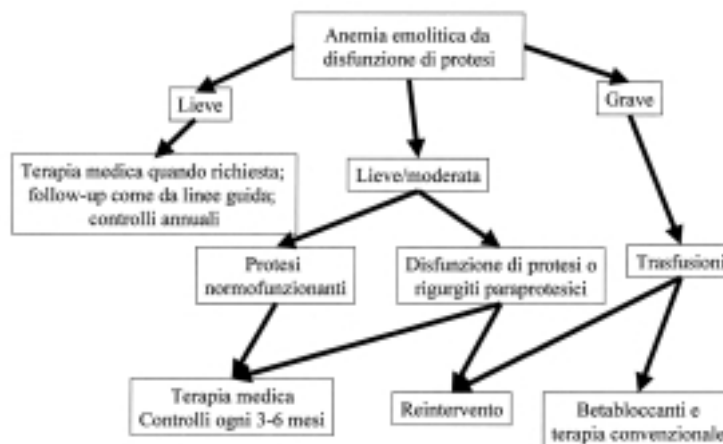 Anemia emolitica da
disfunzione di protesi
Lieve
Grave
Terapia medica quando richiesta;
follow-up come da linee guida;
controlli annuali
Lieve/moderata
Protesi
normofunzionanti
Disfunzione di protesi o
rigurgiti paraprotesici
Trasfusioni
Terapia medica
Controlli ogni 3-6 mesi
Reintervento
Betabloccanti e
terapia convenzionale